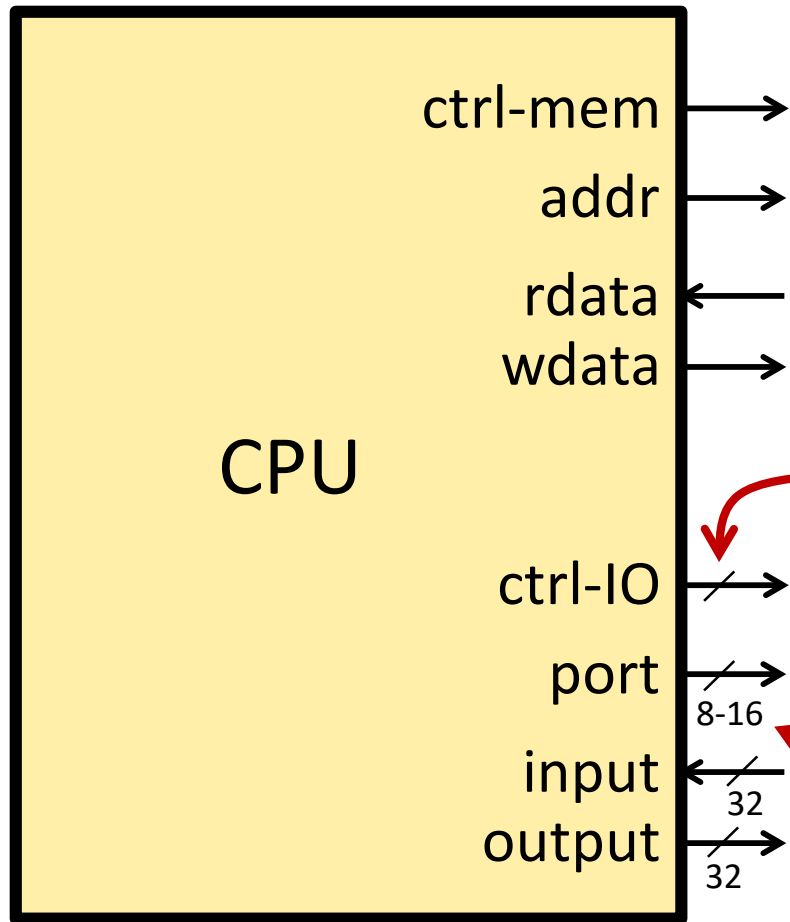 ctrl-mem
addr
rdata
wdata
CPU
ctrl-IO
port
8-16
input
32
output
32